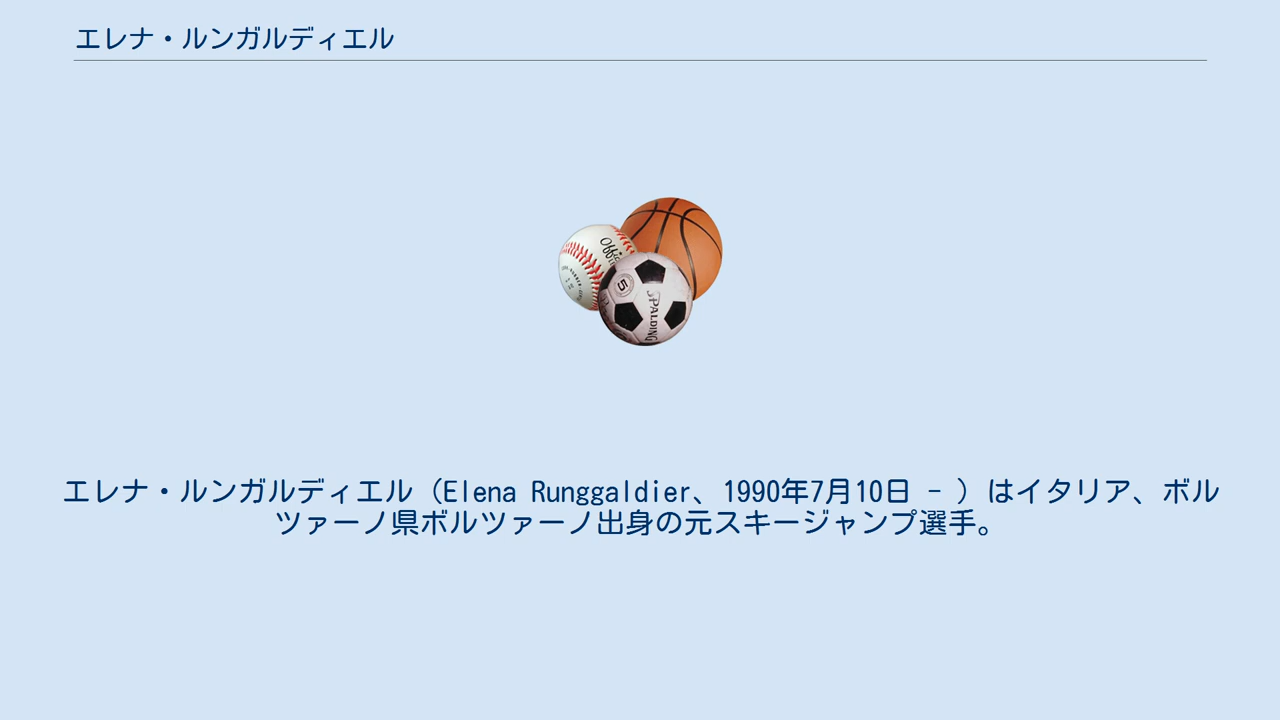 エレナ・ルンガルディエル
Offic
5
SPALDING
エレナ・ルンガルディエル（Elena Runggaldier、1990年7月10日 - ）はイタリア、ボル
ツァーノ県ボルツァーノ出身の元スキージャンプ選手。